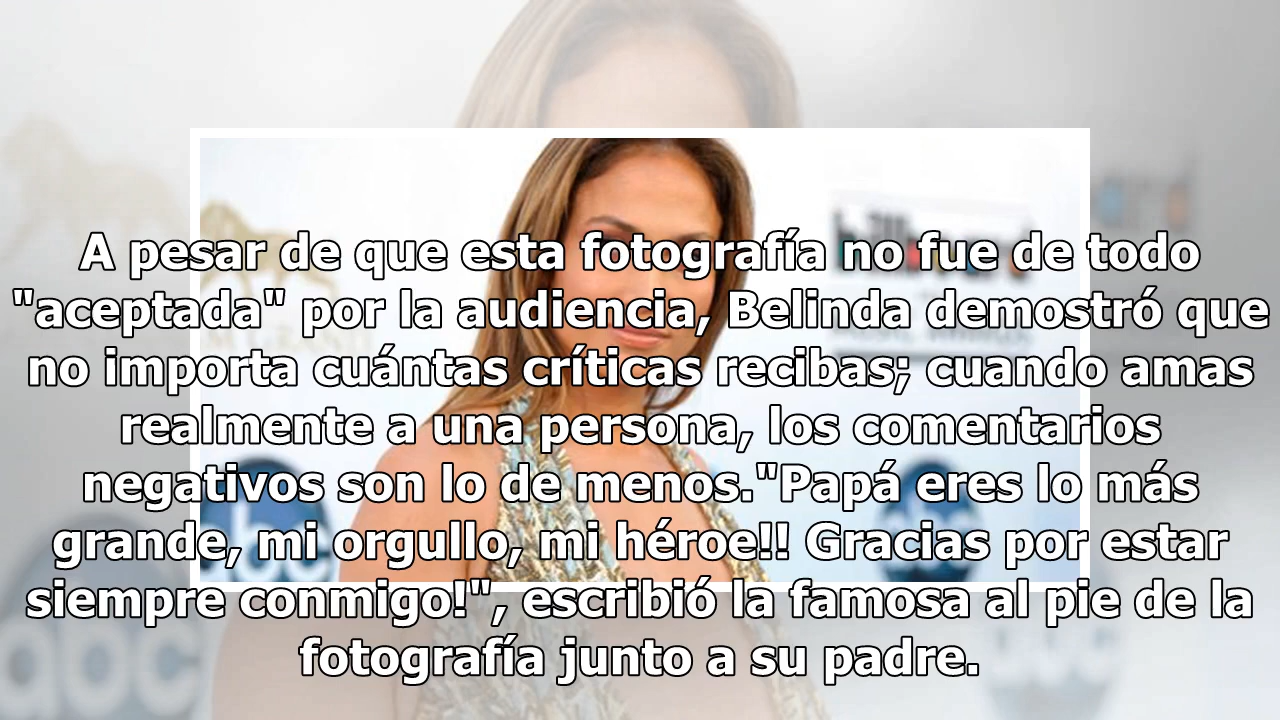 A pesar de que esta fotografía no fue de todo
"aceptada" por la audiencia, Belinda demostró que
no importa cuántas críticas recibas; cuando amas
realmente a una persona, los comentarios
negativos son lo de menos."Papá eres lo más
grande, mi orgullo, mi héroe!! Gracias por estar
siempre conmigo!", escribió la famosa al pie de la
fotografía junto a su padre.
abc